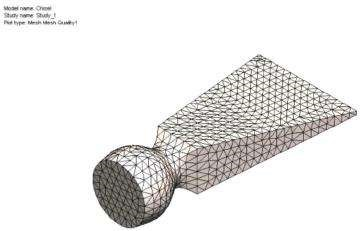 Model name: Chisel
Study name: Study_1
Plot type: Mesh Mesh Quality1